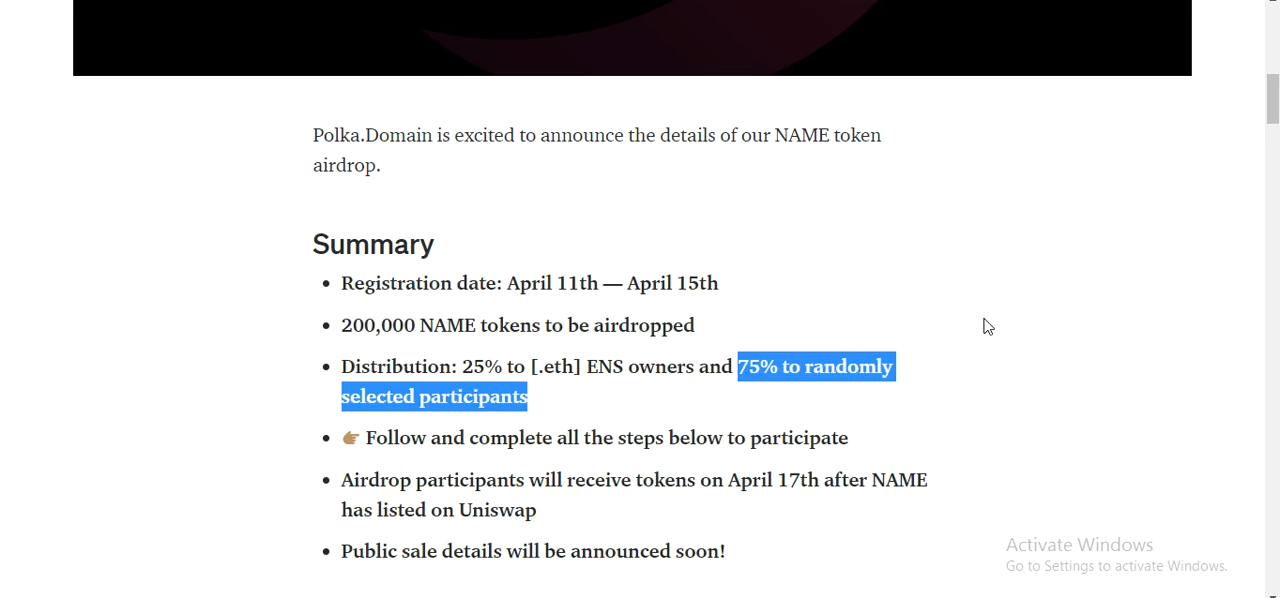 Polka.Domain is excited to announce the details of our NAME token
airdrop.
Summary
• Registration date: April 11th — April 15th
• 200,000 NAME tokens to be airdropped
• Distribution: 25% to [.eth] ENS owners and 75% to randomly
selected participants
• 👉🏽 Follow and complete all the steps below to participate
• Airdrop participants will receive tokens on April 17th after NAME
has listed on Uniswap
• Public sale details will be announced soon!
Activate Windows
Go to Settings to activate Windows.